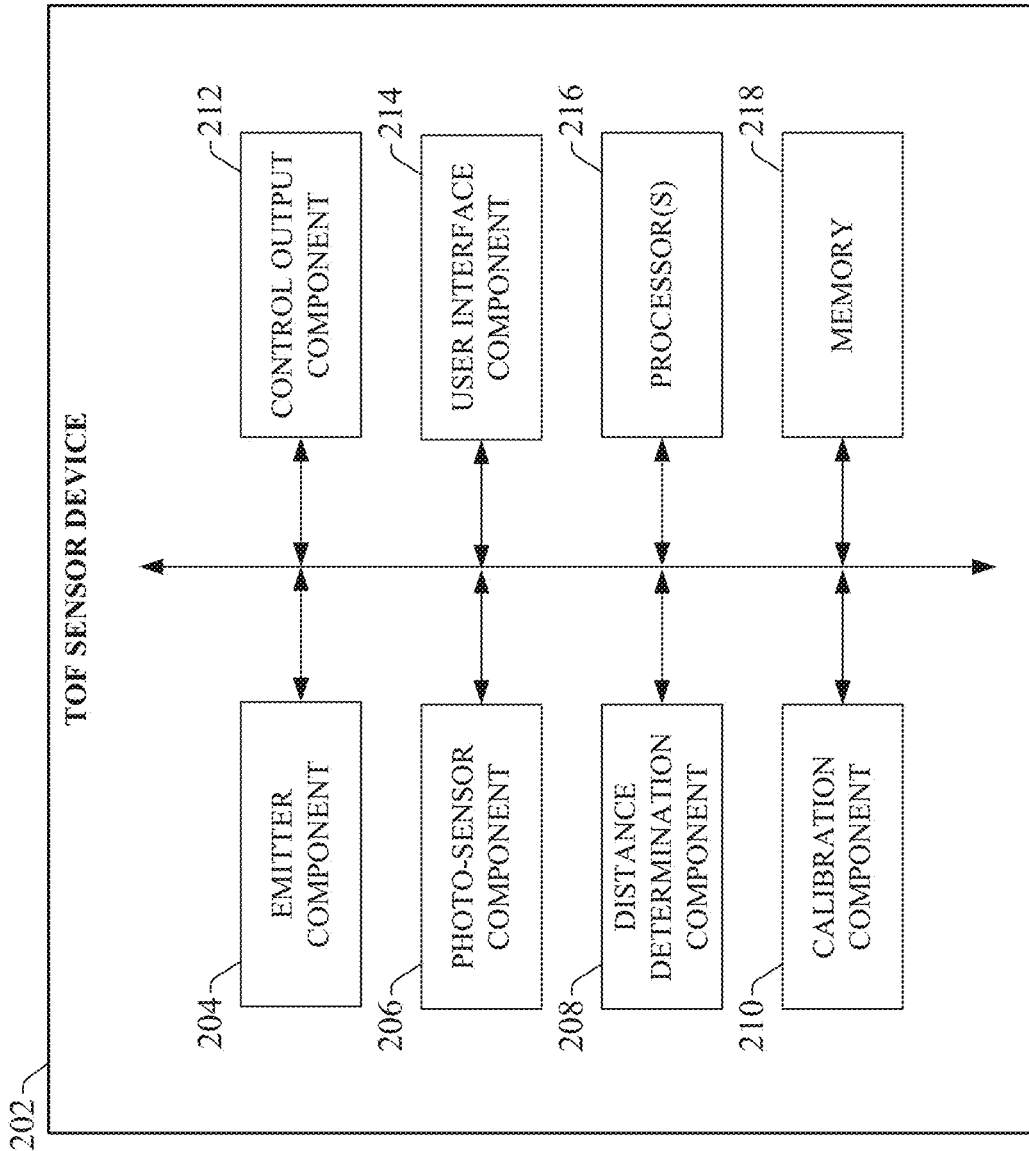 202
TOF SENSOR DEVICE
204
EMITTER
COMPONENT
206
PHOTO-SENSOR
COMPONENT
208
DISTANCE
DETERMINATION
COMPONENT
210
CALIBRATION
COMPONENT
212
CONTROL OUTPUT
COMPONENT
214
USER INTERFACE
COMPONENT
216
PROCESSOR(S)
218
MEMORY